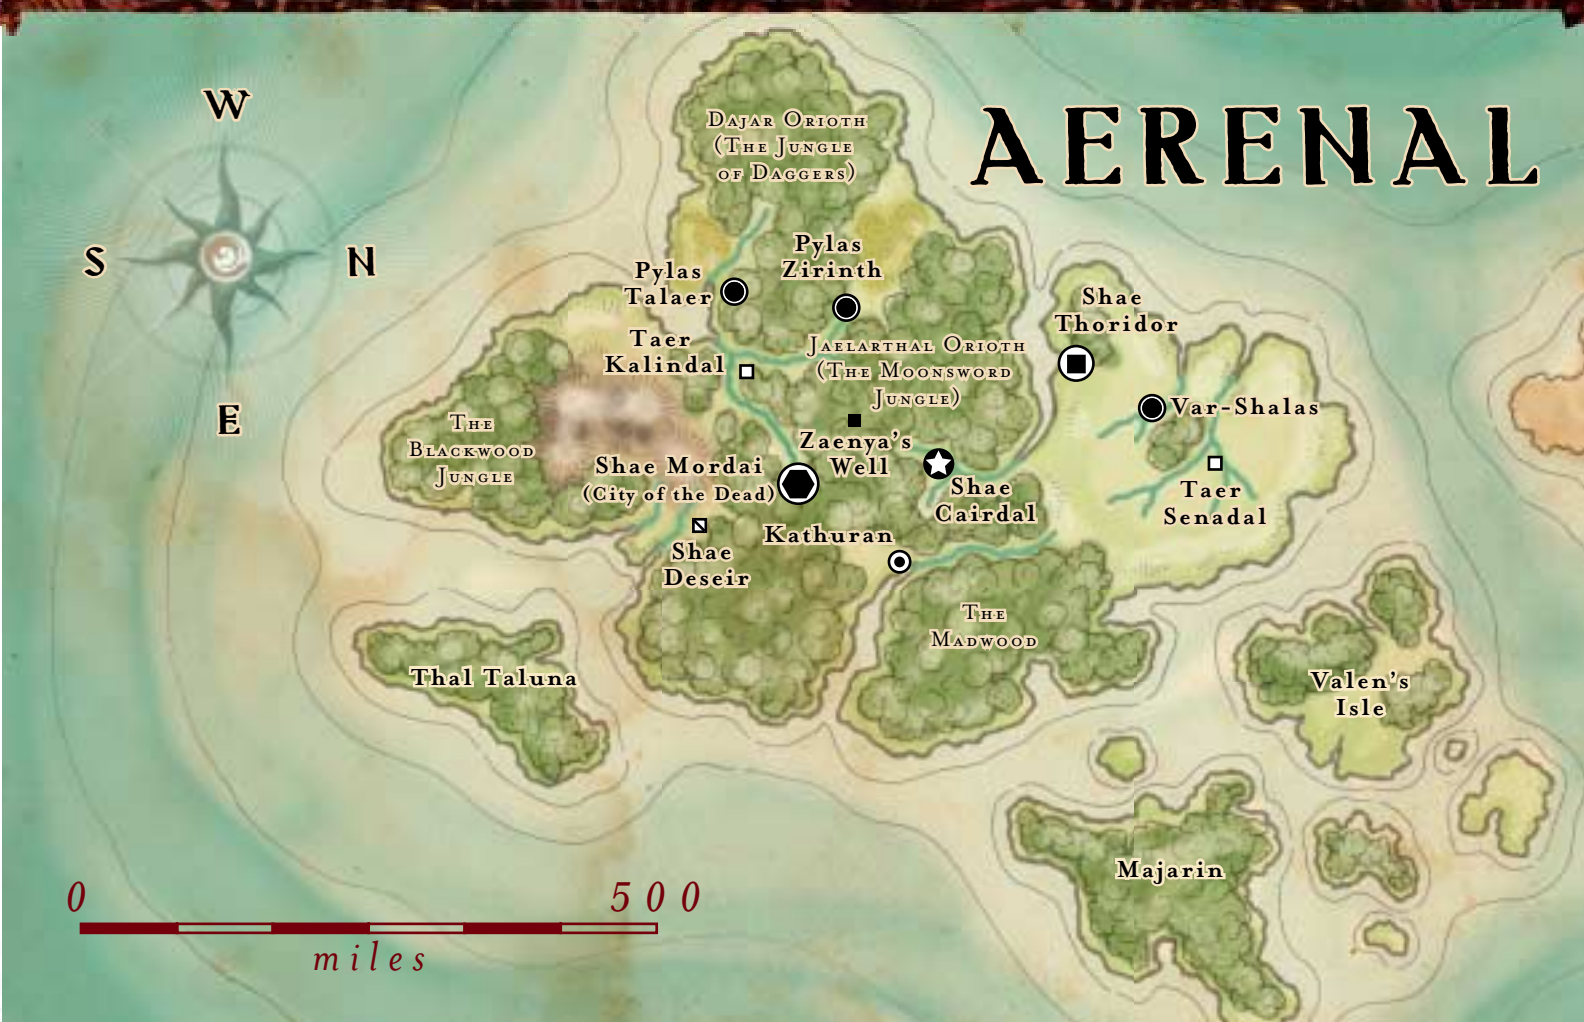 AERENAL
W
S
N
E
Dajar Orioth
(The Jungle
of Daggers)
Pylas
Talaer
Pylas
Zirinth
Taer
Kalindal
Jaelarthal Orioth
(The Moonsword
Jungle)
Shae
Thoridor
Var-Shalas
The
Blackwood
Jungle
Zaenya's
Well
Shae Mordai
(City of the Dead)
Shae
Cairdal
Taer
Senadal
Kathuran
Shae
Deseir
The
Madwood
Thal Taluna
Valen's
Isle
Majarin
0 500
miles